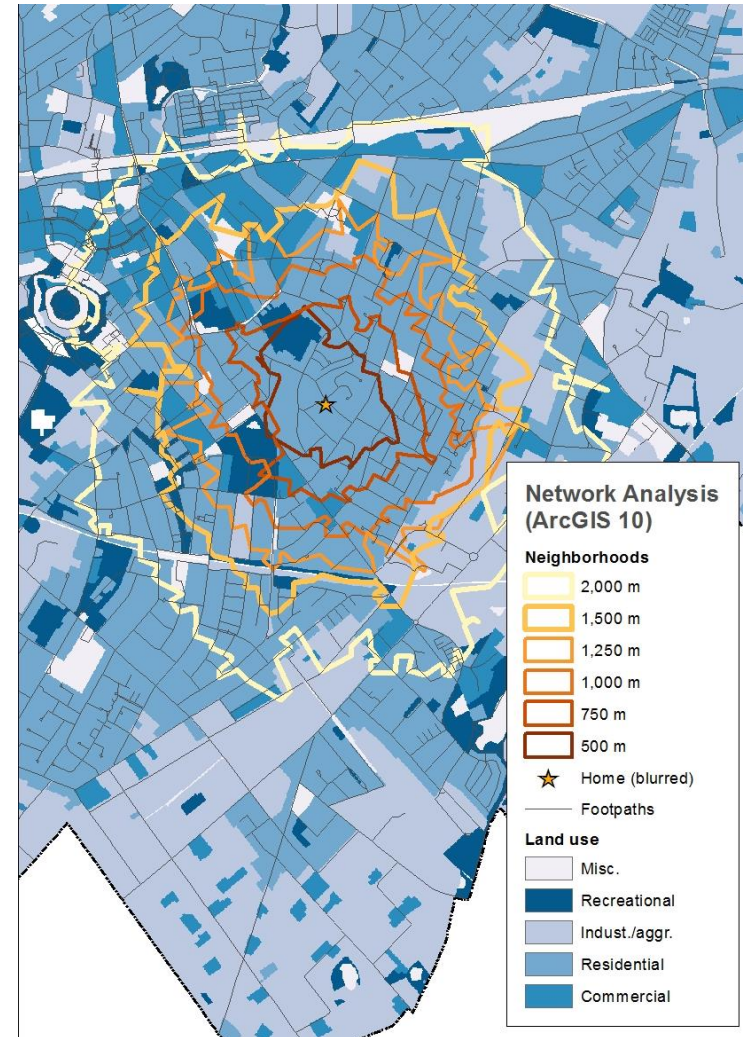 Network Analysis
(ArcGIS 10)
Neighborhoods
2,000 m
1,500 m
1,250 m
1,000 m
750 m
500 m
Home (blurred)
Footpaths
Land use
Misc.
Recreational
Indust./aggr.
Residential
Commercial